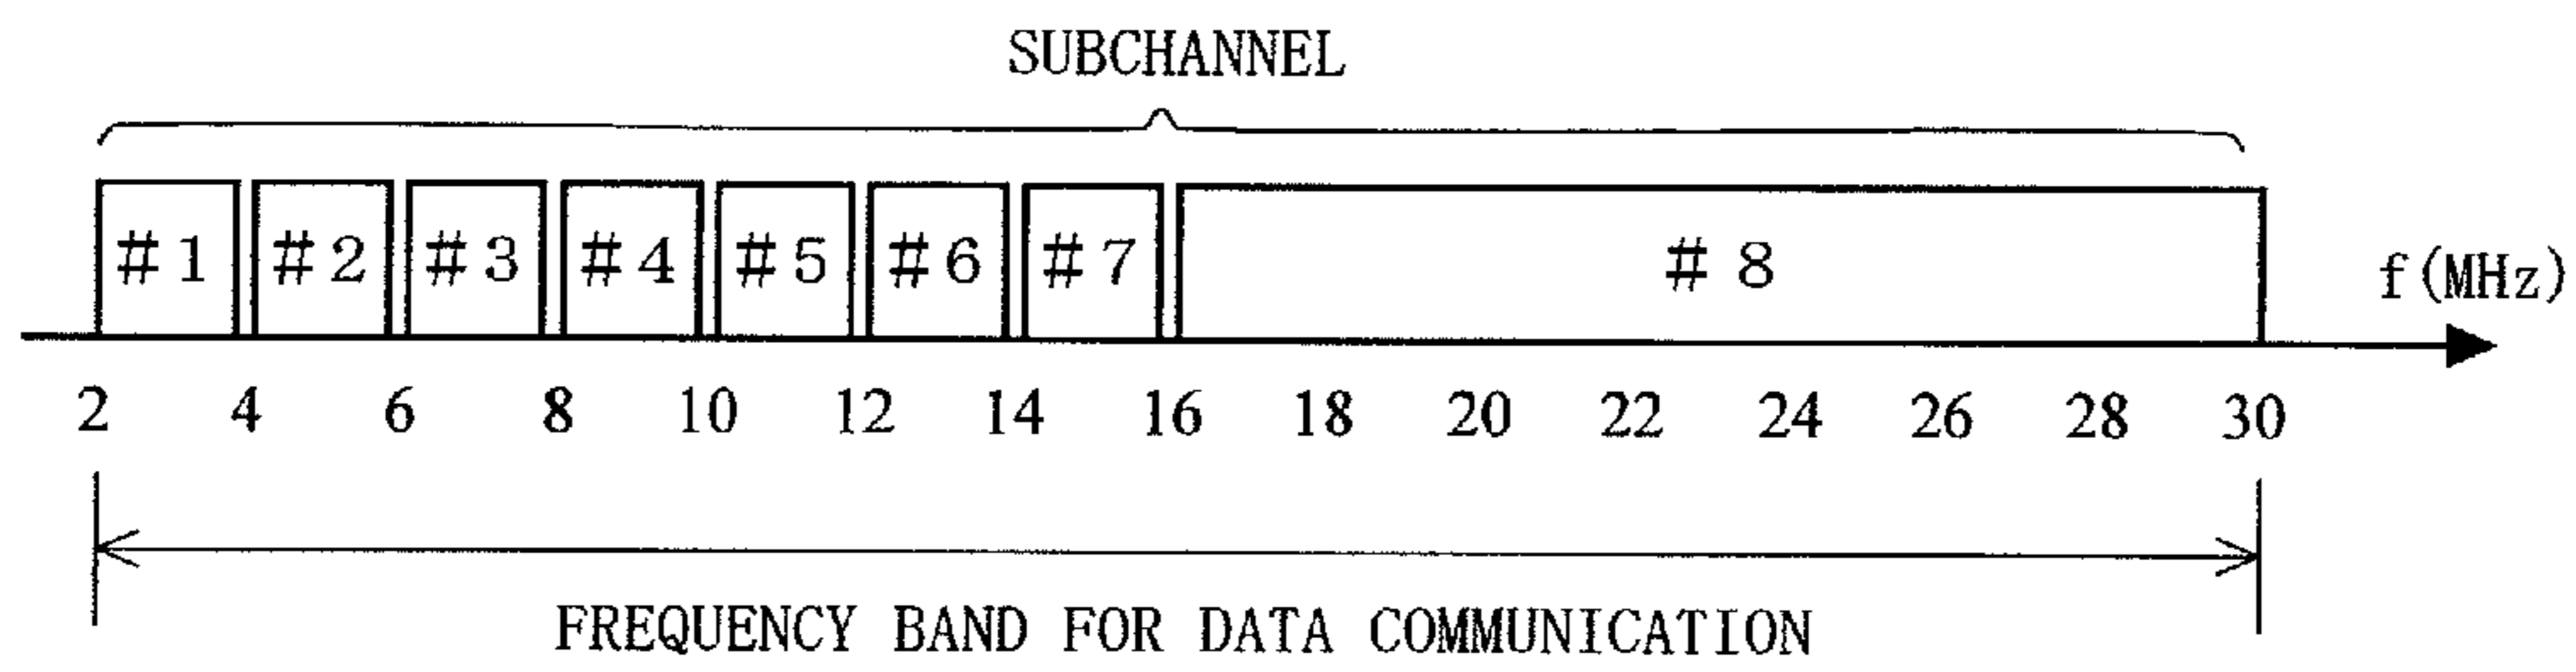 SUBCHANNEL
#1 #2 #3 #4 #5 #6 #7 #8
f(MHz)
2 4 6 8 10 12 14 16 18 20 22 24 26 28 30
FREQUENCY BAND FOR DATA COMMUNICATION